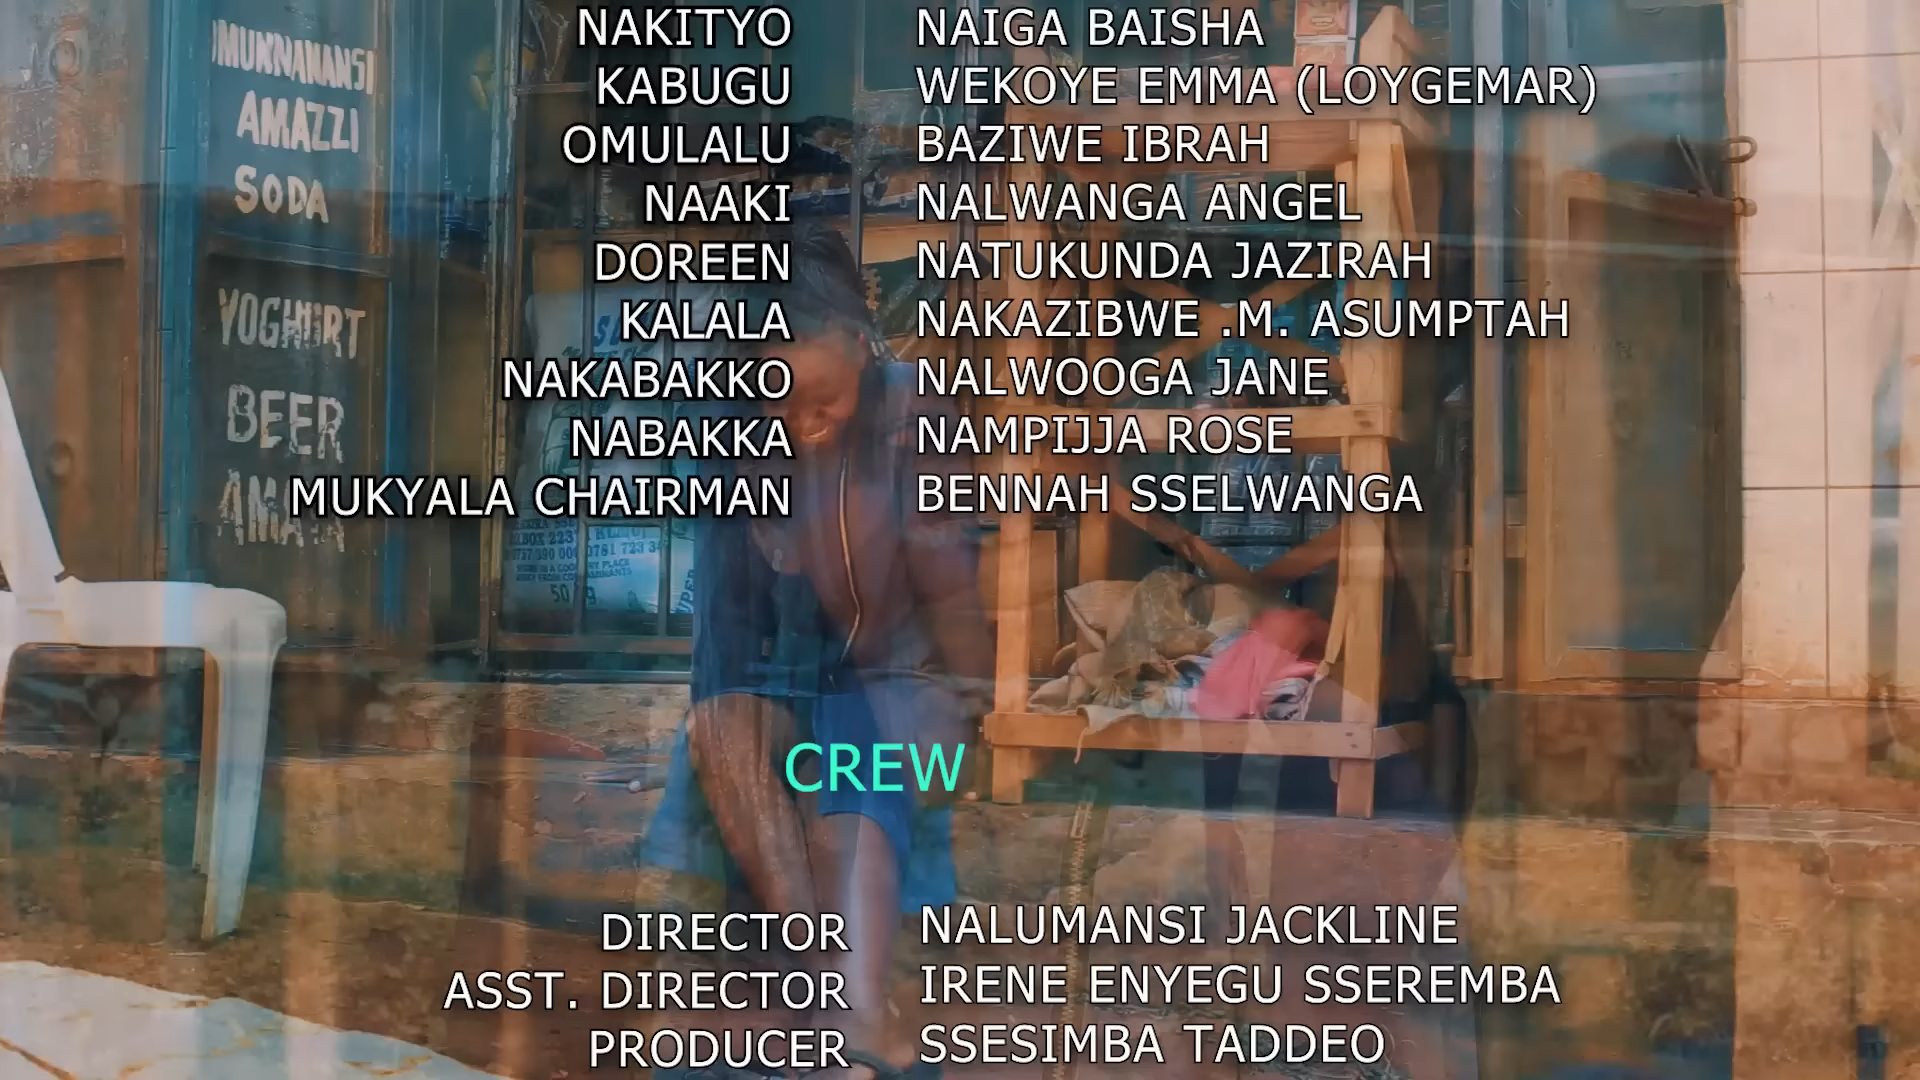 NAKITYO NAIGA BAISHA
KABUGU WEKOYE EMMA (LOYGEMAR)
OMULALU BAZIWE IBRAH
NAAKI NALWANGA ANGEL
DOREEN NATUKUNDA JAZIRAH
KALALA NAKAZIBWE .M. ASUMPTAH
NAKABAKKO NALWOOGA JANE
NABAKKA NAMPIJJA ROSE
MUKYALA CHAIRMAN BENNAH SSELWANGA
CREW
DIRECTOR NALUMANSI JACKLINE
ASST. DIRECTOR IRENE ENYEGU SSEREMBA
PRODUCER SSESIMBA TADDEO
AMAZZI
SODA
YOGHURT
BEER